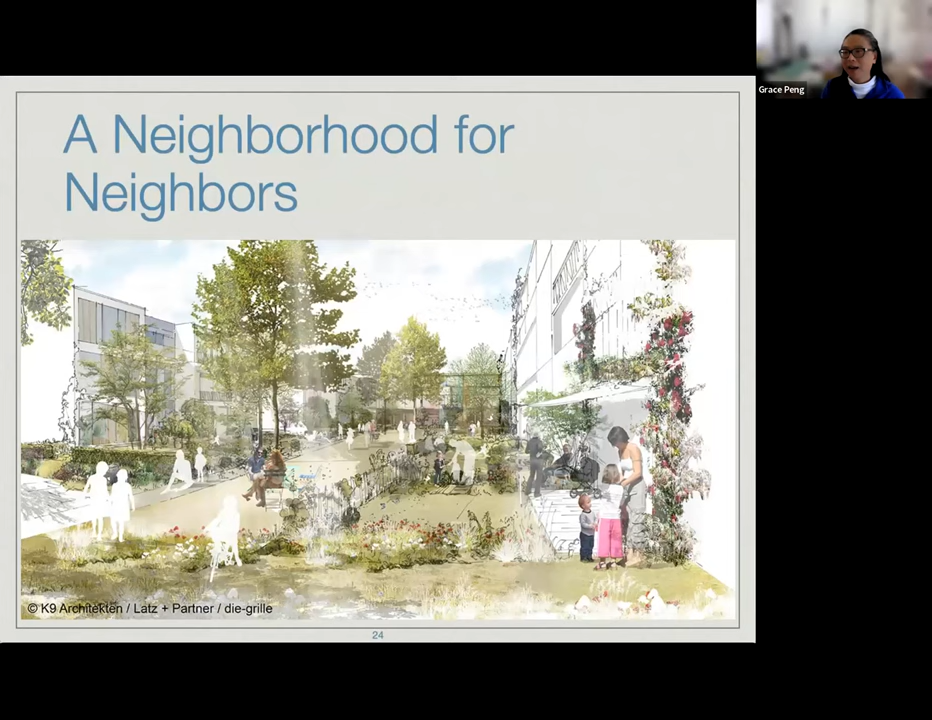 A Neighborhood for
Neighbors
© K9 Architekten / Latz + Partner / die-grille
24
Grace Peng